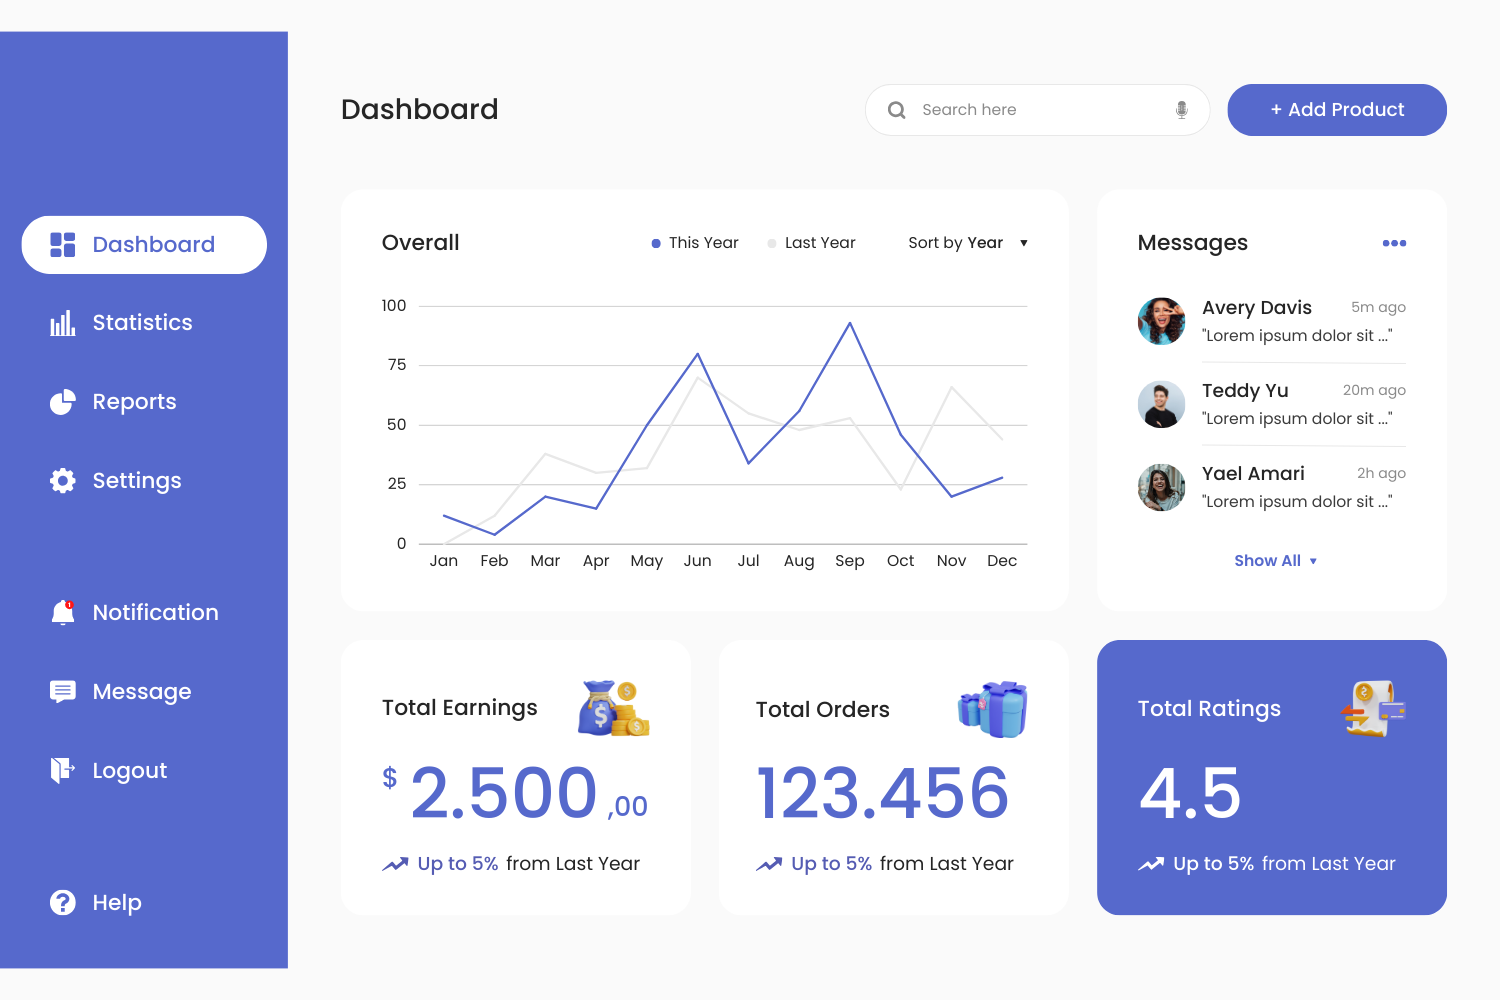 Dashboard
Statistics
Reports
Settings
Notification
Message
Logout
Help
Dashboard
Search here
+ Add Product
Overall
This Year
Last Year
Sort by Year ▼
100
75
50
25
0
Jan Feb Mar Apr May Jun Jul Aug Sep Oct Nov Dec
Messages
Avery Davis 5m ago
"Lorem ipsum dolor sit ..."
Teddy Yu 20m ago
"Lorem ipsum dolor sit ..."
Yael Amari 2h ago
"Lorem ipsum dolor sit ..."
Show All ▼
Total Earnings
$ 2.500,00
Up to 5% from Last Year
Total Orders
123.456
Up to 5% from Last Year
Total Ratings
4.5
Up to 5% from Last Year